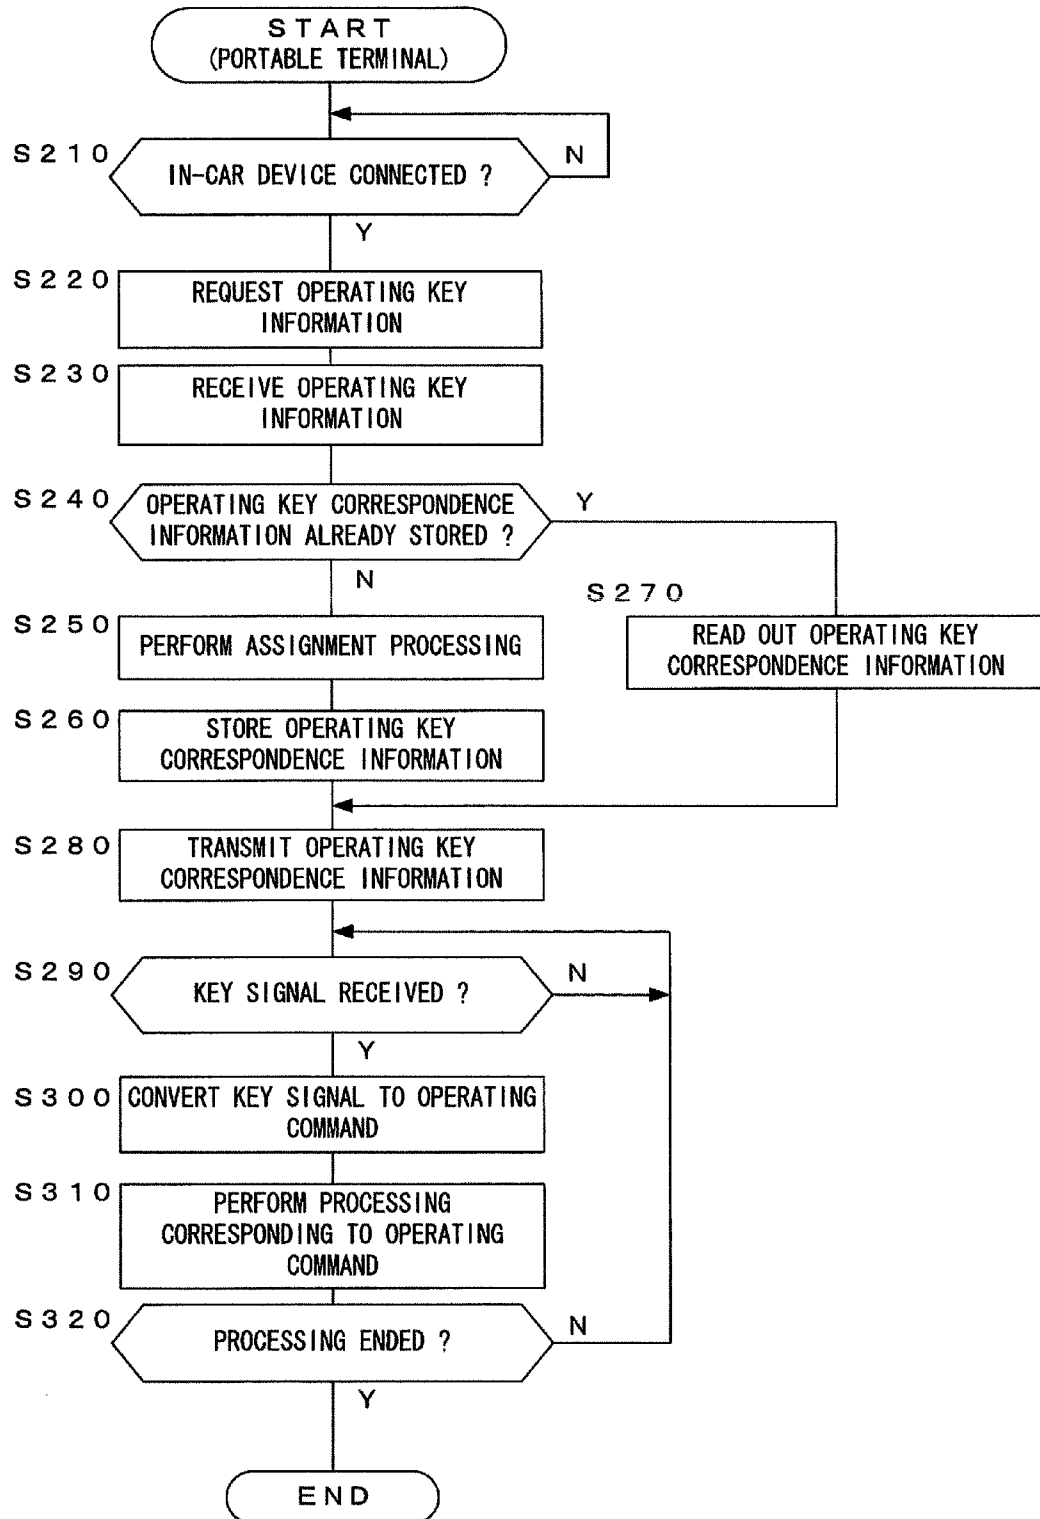 START
(PORTABLE TERMINAL)
S210
IN-CAR DEVICE CONNECTED ?
N
Y
S220
REQUEST OPERATING KEY
INFORMATION
S230
RECEIVE OPERATING KEY
INFORMATION
S240
OPERATING KEY CORRESPONDENCE
INFORMATION ALREADY STORED ?
Y
N
S270
READ OUT OPERATING KEY
CORRESPONDENCE INFORMATION
S250
PERFORM ASSIGNMENT PROCESSING
S260
STORE OPERATING KEY
CORRESPONDENCE INFORMATION
S280
TRANSMIT OPERATING KEY
CORRESPONDENCE INFORMATION
S290
KEY SIGNAL RECEIVED ?
N
Y
S300
CONVERT KEY SIGNAL TO OPERATING
COMMAND
S310
PERFORM PROCESSING
CORRESPONDING TO OPERATING
COMMAND
S320
PROCESSING ENDED ?
N
Y
END